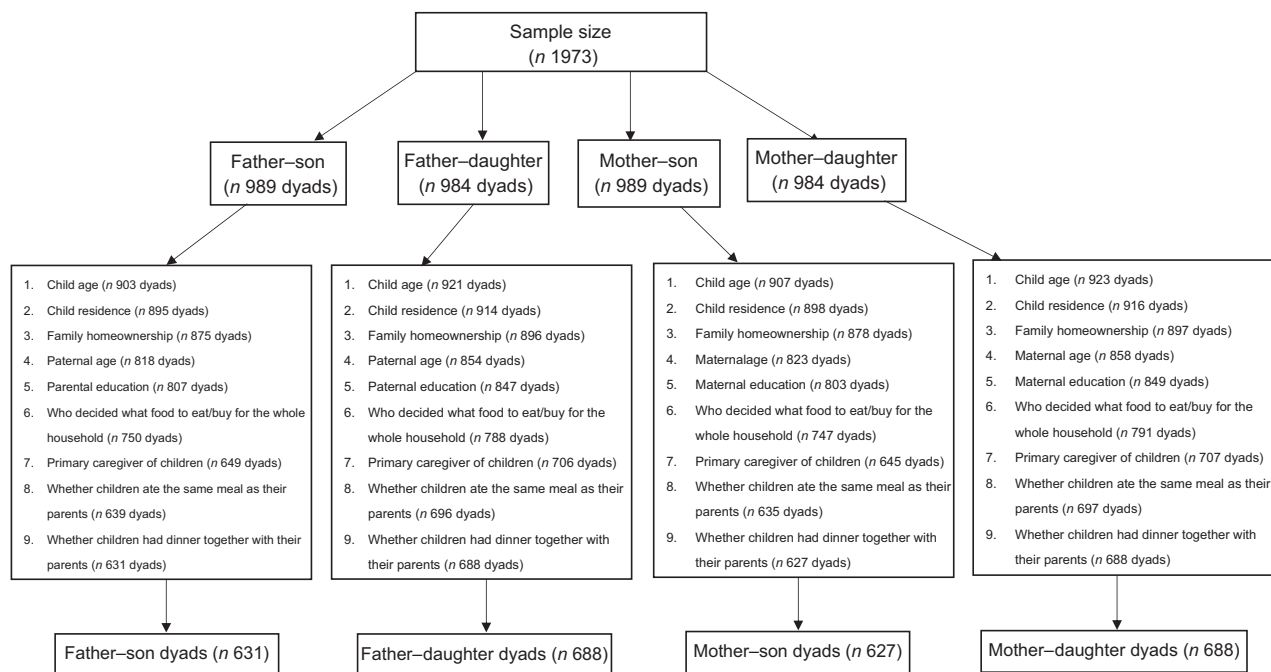 Sample size
(n 1973)
Father–son
(n 989 dyads)
Father–daughter
(n 984 dyads)
Mother–son
(n 989 dyads)
Mother–daughter
(n 984 dyads)
1. Child age (n 903 dyads)
2. Child residence (n 895 dyads)
3. Family homeownership (n 875 dyads)
4. Paternal age (n 818 dyads)
5. Parental education (n 807 dyads)
6. Who decided what food to eat/buy for the whole
household (n 750 dyads)
7. Primary caregiver of children (n 649 dyads)
8. Whether children ate the same meal as their
parents (n 639 dyads)
9. Whether children had dinner together with their
parents (n 631 dyads)
1. Child age (n 921 dyads)
2. Child residence (n 914 dyads)
3. Family homeownership (n 896 dyads)
4. Paternal age (n 854 dyads)
5. Paternal education (n 847 dyads)
6. Who decided what food to eat/buy for the
whole household (n 788 dyads)
7. Primary caregiver of children (n 706 dyads)
8. Whether children ate the same meal as their
parents (n 696 dyads)
9. Whether children had dinner together with
their parents (n 688 dyads)
1. Child age (n 907 dyads)
2. Child residence (n 898 dyads)
3. Family homeownership (n 878 dyads)
4. Maternalage (n 823 dyads)
5. Maternal education (n 803 dyads)
6. Who decided what food to eat/buy for the
whole household (n 747 dyads)
7. Primary caregiver of children (n 645 dyads)
8. Whether children ate the same meal as their
parents (n 635 dyads)
9. Whether children had dinner together with
their parents (n 627 dyads)
1. Child age (n 923 dyads)
2. Child residence (n 916 dyads)
3. Family homeownership (n 897 dyads)
4. Maternal age (n 858 dyads)
5. Maternal education (n 849 dyads)
6. Who decided what food to eat/buy for the
whole household (n 791 dyads)
7. Primary caregiver of children (n 707 dyads)
8. Whether children ate the same meal as their
parents (n 697 dyads)
9. Whether children had dinner together with
their parents (n 688 dyads)
Father–son dyads (n 631)
Father–daughter dyads (n 688)
Mother–son dyads (n 627)
Mother–daughter dyads (n 688)